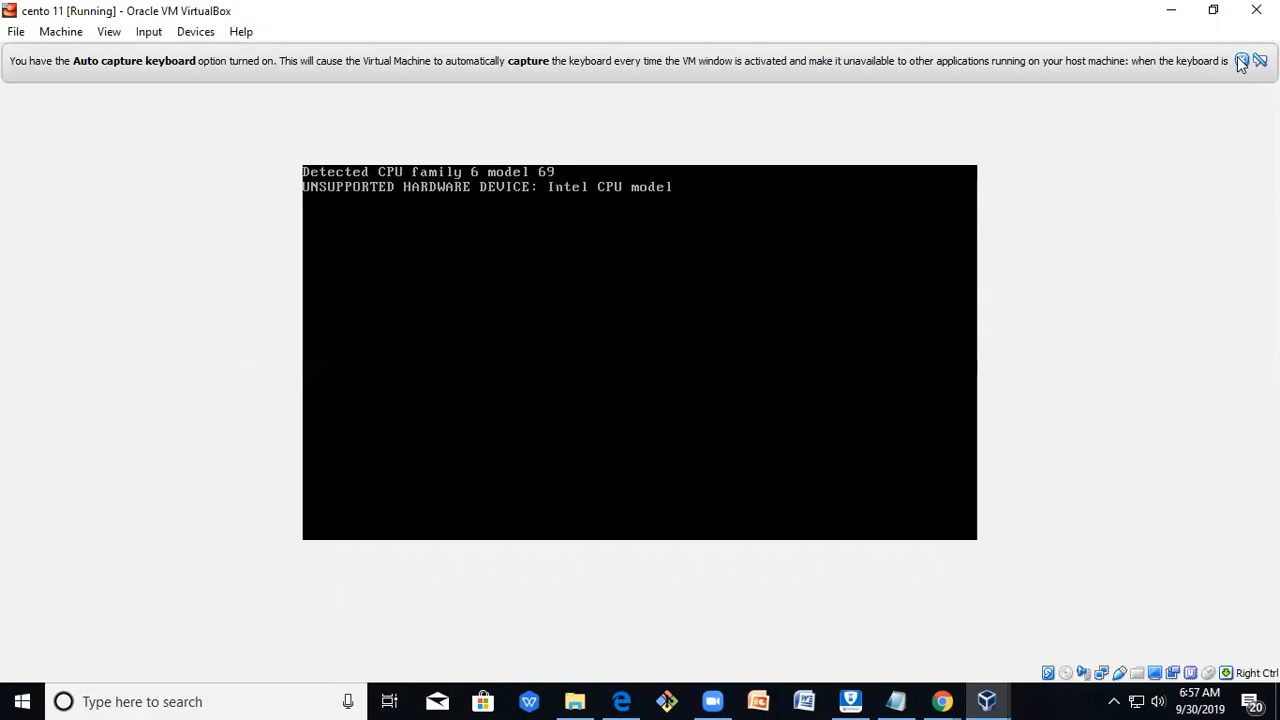 cento 11 [Running] - Oracle VM VirtualBox
File Machine View Input Devices Help
You have the Auto capture keyboard option turned on. This will cause the Virtual Machine to automatically capture the keyboard every time the VM window is activated and make it unavailable to other applications running on your host machine: when the keyboard is
Detected CPU family 6 model 69
UNSUPPORTED HARDWARE DEVICE: Intel CPU model
Right Ctrl
Type here to search
6:57 AM
9/30/2019
20